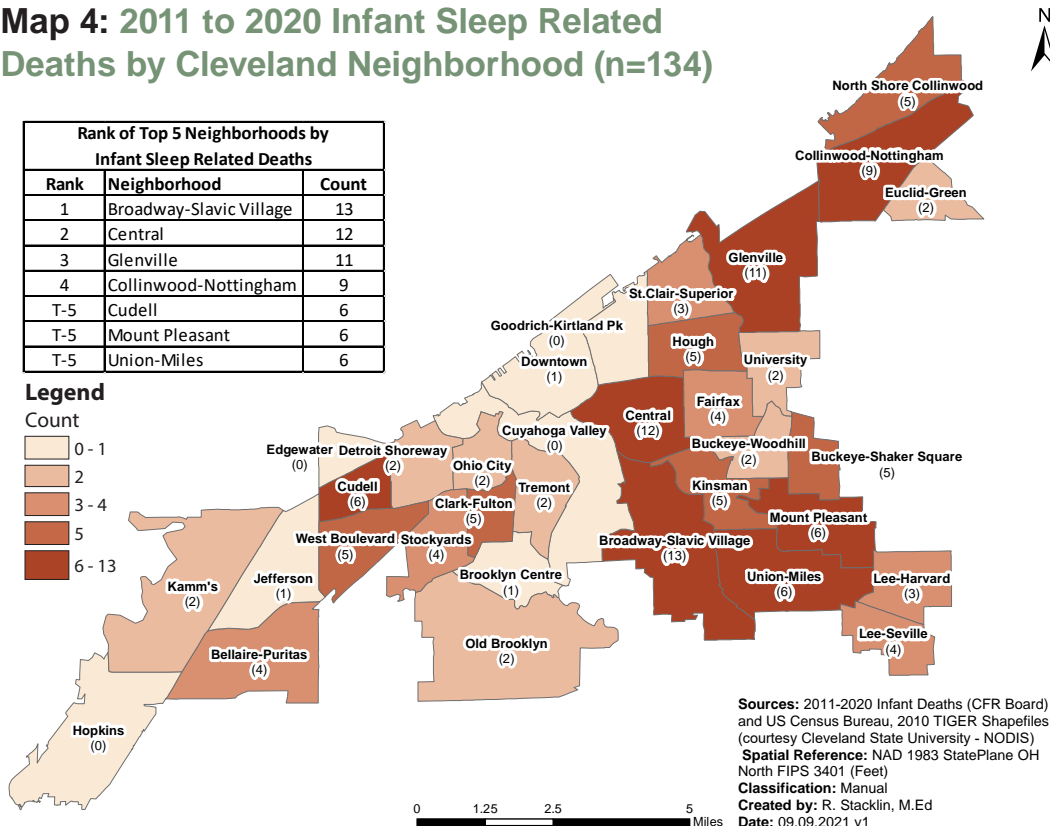 Map 4: 2011 to 2020 Infant Sleep Related
Deaths by Cleveland Neighborhood (n=134)
N
Rank of Top 5 Neighborhoods by
Infant Sleep Related Deaths
Rank Neighborhood Count
1 Broadway-Slavic Village 13
2 Central 12
3 Glenville 11
4 Collinwood-Nottingham 9
T-5 Cudell 6
T-5 Mount Pleasant 6
T-5 Union-Miles 6
Legend
Count
0 - 1
2
3 - 4
5
6 - 13
North Shore Collinwood
(5)
Collinwood-Nottingham
(9)
Euclid-Green
(2)
Glenville
(11)
St.Clair-Superior
(3)
Goodrich-Kirtland Pk
(0)
Hough
(5)
Downtown
(1)
University
(2)
Fairfax
(4)
Central
(12)
Cuyahoga Valley
(0)
Buckeye-Woodhill
(2)
Buckeye-Shaker Square
(5)
Edgewater
(0)
Detroit Shoreway
(2)
Ohio City
(2)
Cudell
(6)
Tremont
(2)
Kinsman
(5)
Clark-Fulton
(5)
Mount Pleasant
(6)
West Boulevard
(5)
Stockyards
(4)
Broadway-Slavic Village
(13)
Brooklyn Centre
(1)
Union-Miles
(6)
Lee-Harvard
(3)
Jefferson
(1)
Kamm's
(2)
Lee-Seville
(4)
Old Brooklyn
(2)
Bellaire-Puritas
(4)
Hopkins
(0)
Sources: 2011-2020 Infant Deaths (CFR Board)
and US Census Bureau, 2010 TIGER Shapefiles
(courtesy Cleveland State University - NODIS)
Spatial Reference: NAD 1983 StatePlane OH
North FIPS 3401 (Feet)
Classification: Manual
Created by: R. Stacklin, M.Ed
Date: 09.09.2021 v1
0 1.25 2.5 5
Miles